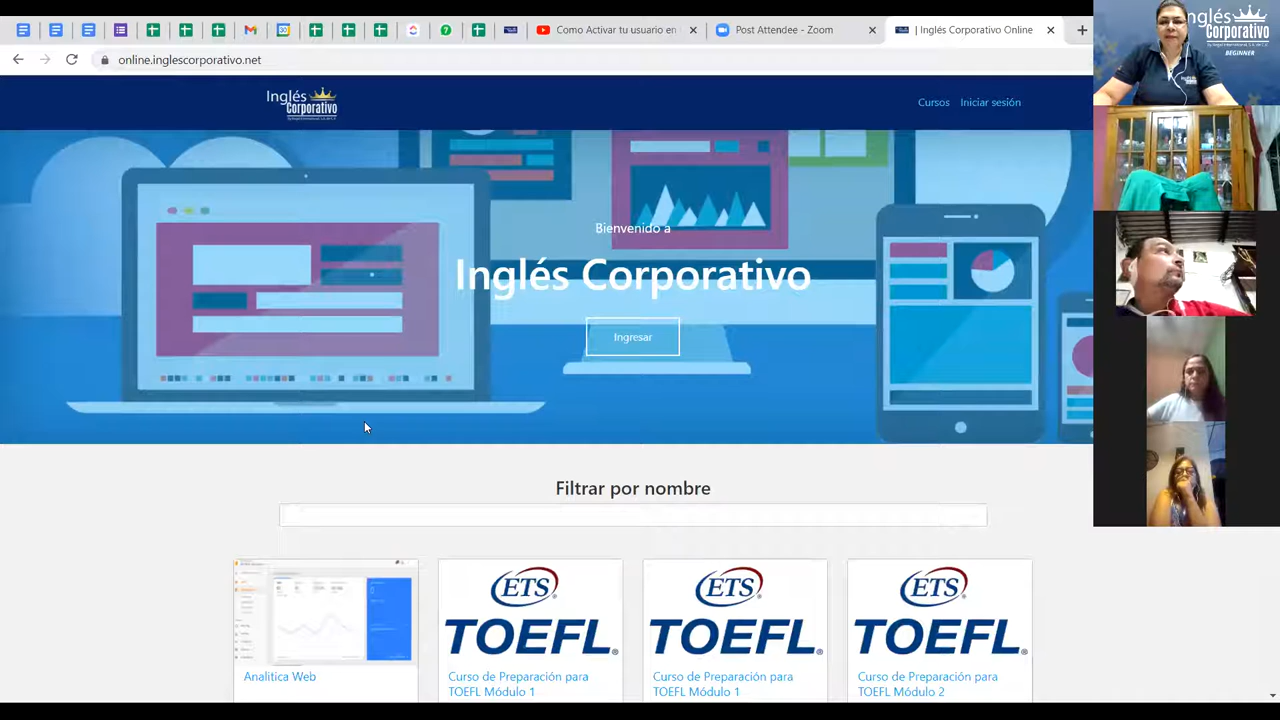 Como Activar tu usuario en
Post Attendee - Zoom
| Inglés Corporativo Online
online.inglescorporativo.net
Inglés
Corporativo
Cursos
Iniciar sesión
Bienvenido a
Inglés Corporativo
Ingresar
Filtrar por nombre
ETS
TOEFL
ETS
TOEFL
ETS
TOEFL
Analitica Web
Curso de Preparación para
TOEFL Módulo 1
Curso de Preparación para
TOEFL Módulo 1
Curso de Preparación para
TOEFL Módulo 2
Inglés
Corporativo
BEGINNER